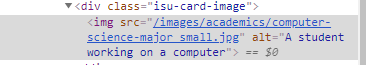 ▼<div class="isu-card-image">
<img src="/images/academics/computer-
science-major_small.jpg" alt="A student
working on a computer"> == $0